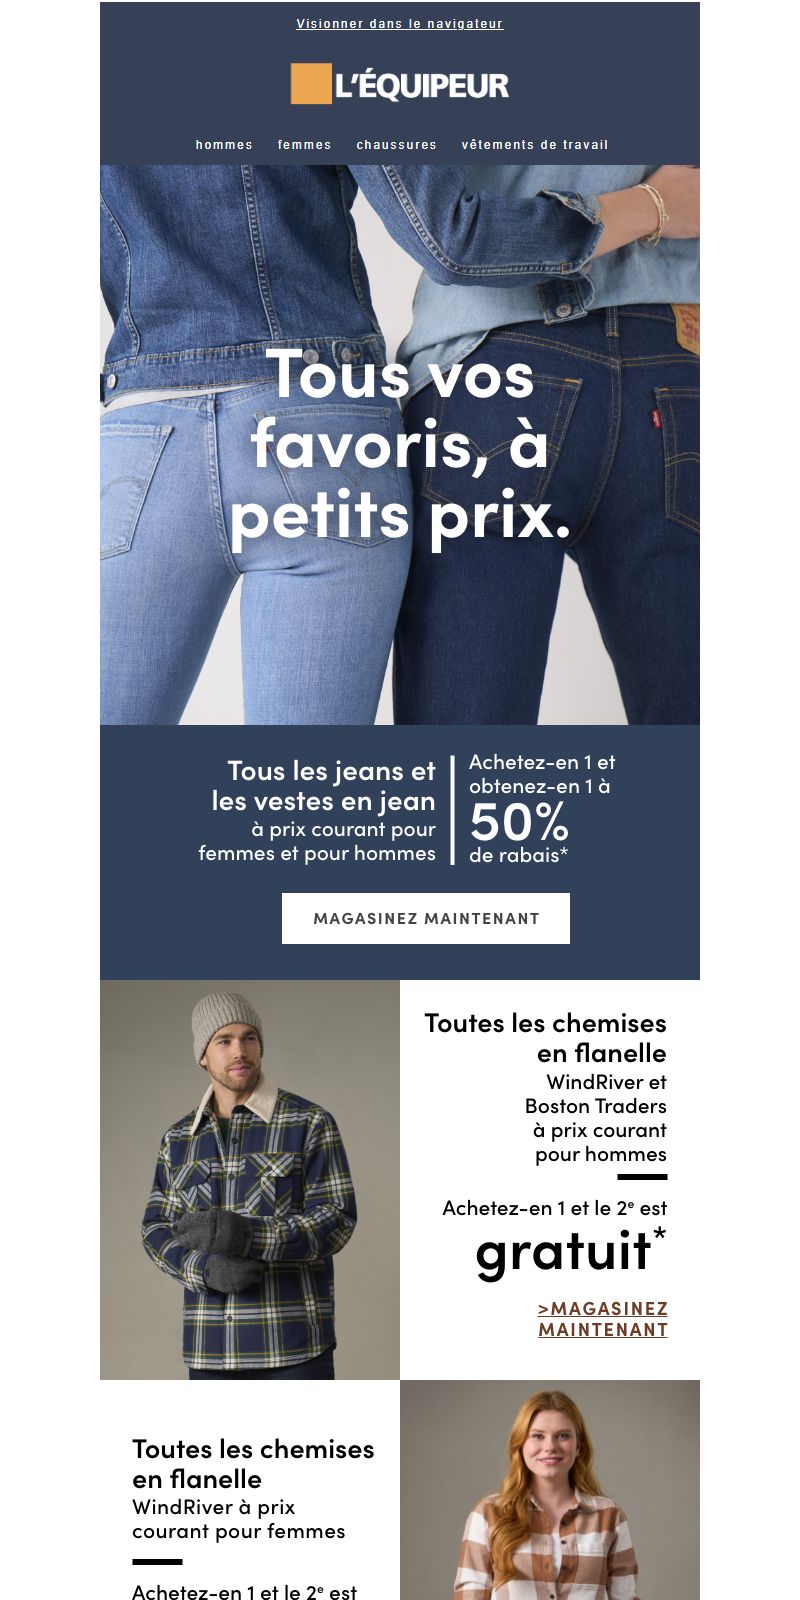 Visionner dans le navigateur
L'ÉQUIPEUR
hommes femmes chaussures vêtements de travail
Tous vos
favoris, à
petits prix.
Tous les jeans et
les vestes en jean
à prix courant pour
femmes et pour hommes
Achetez-en 1 et
obtenez-en 1 à
50%
de rabais*
MAGASINEZ MAINTENANT
Toutes les chemises
en flanelle
WindRiver et
Boston Traders
à prix courant
pour hommes
Achetez-en 1 et le 2e est
gratuit*
>MAGASINEZ
MAINTENANT
Toutes les chemises
en flanelle
WindRiver à prix
courant pour femmes
Achetez-en 1 et le 2e est